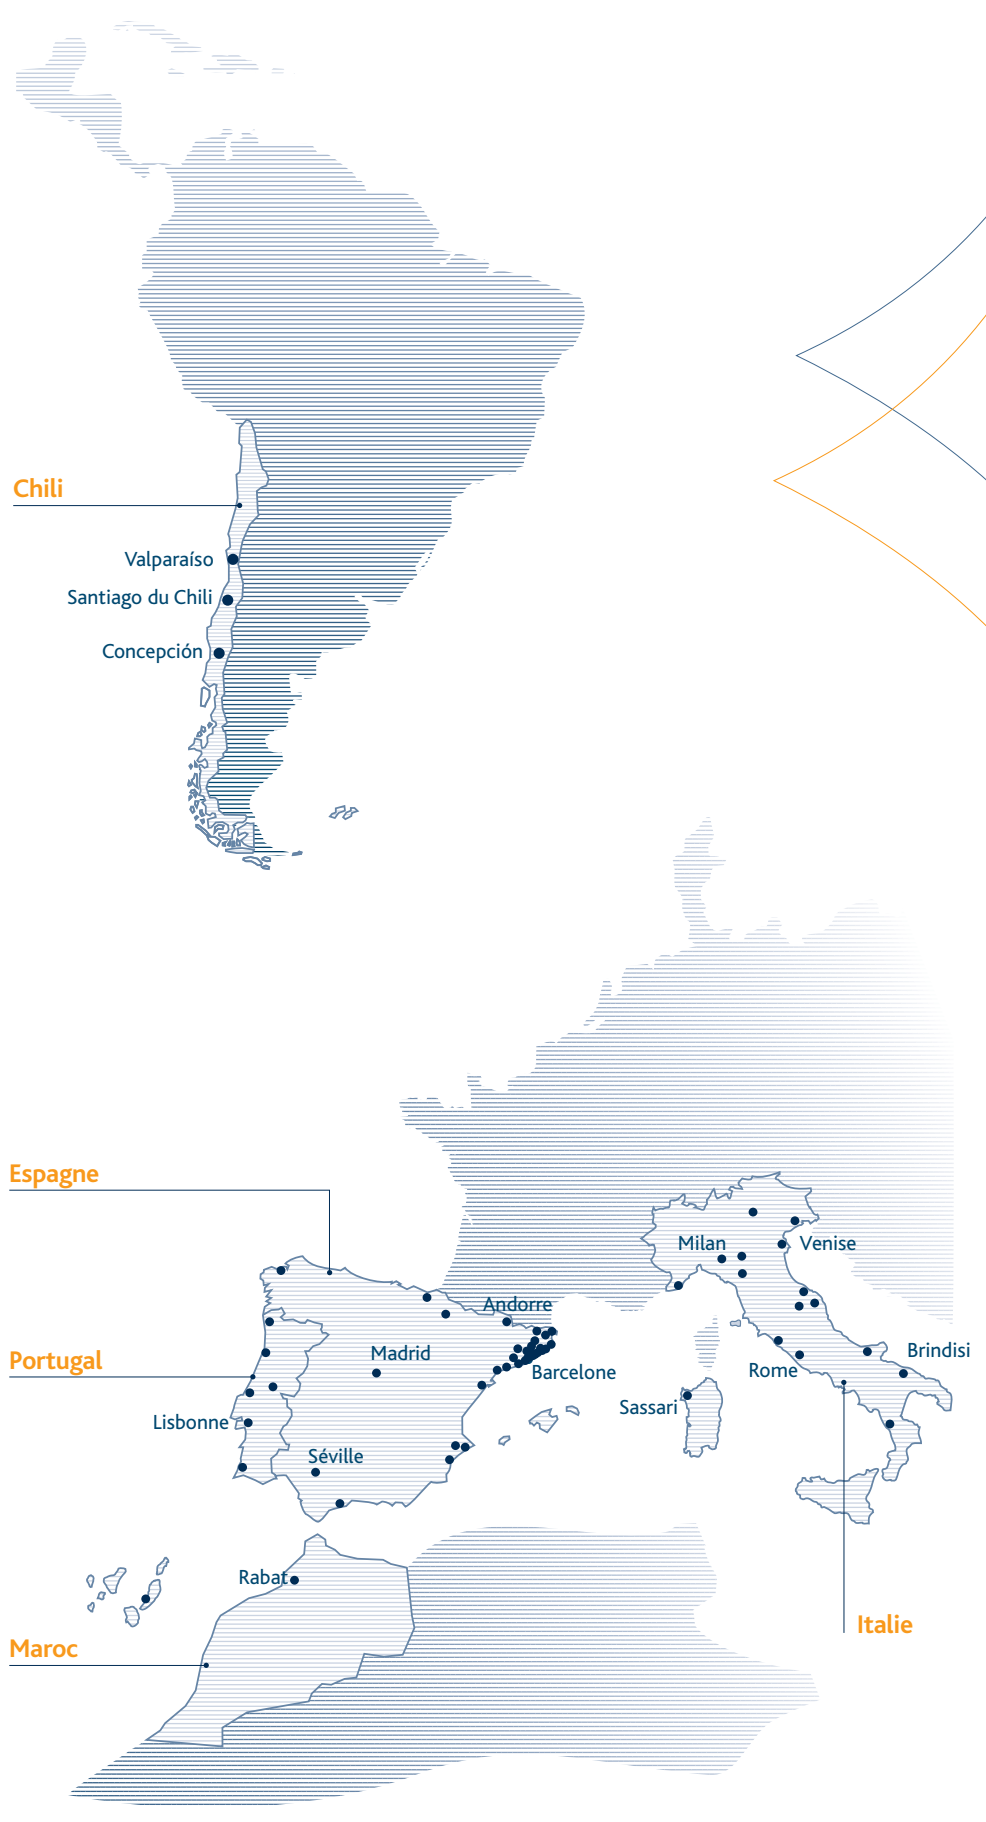 Chili
Valparaíso
Santiago du Chili
Concepción
Espagne
Milan
Venise
Andorre
Portugal
Madrid
Barcelone
Rome
Brindisi
Sassari
Lisbonne
Séville
Rabat
Italie
Maroc